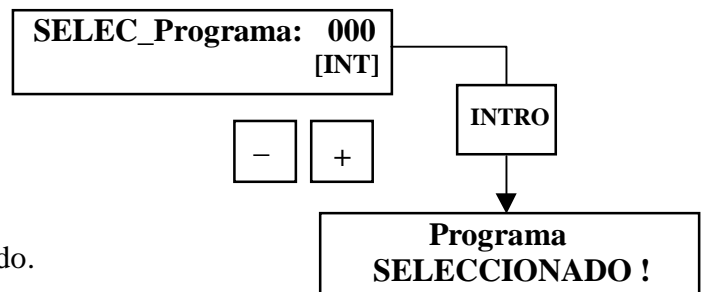 SELEC_Programa: 000
[INT]
INTRO
− +
Programa
SELECCIONADO !
do.